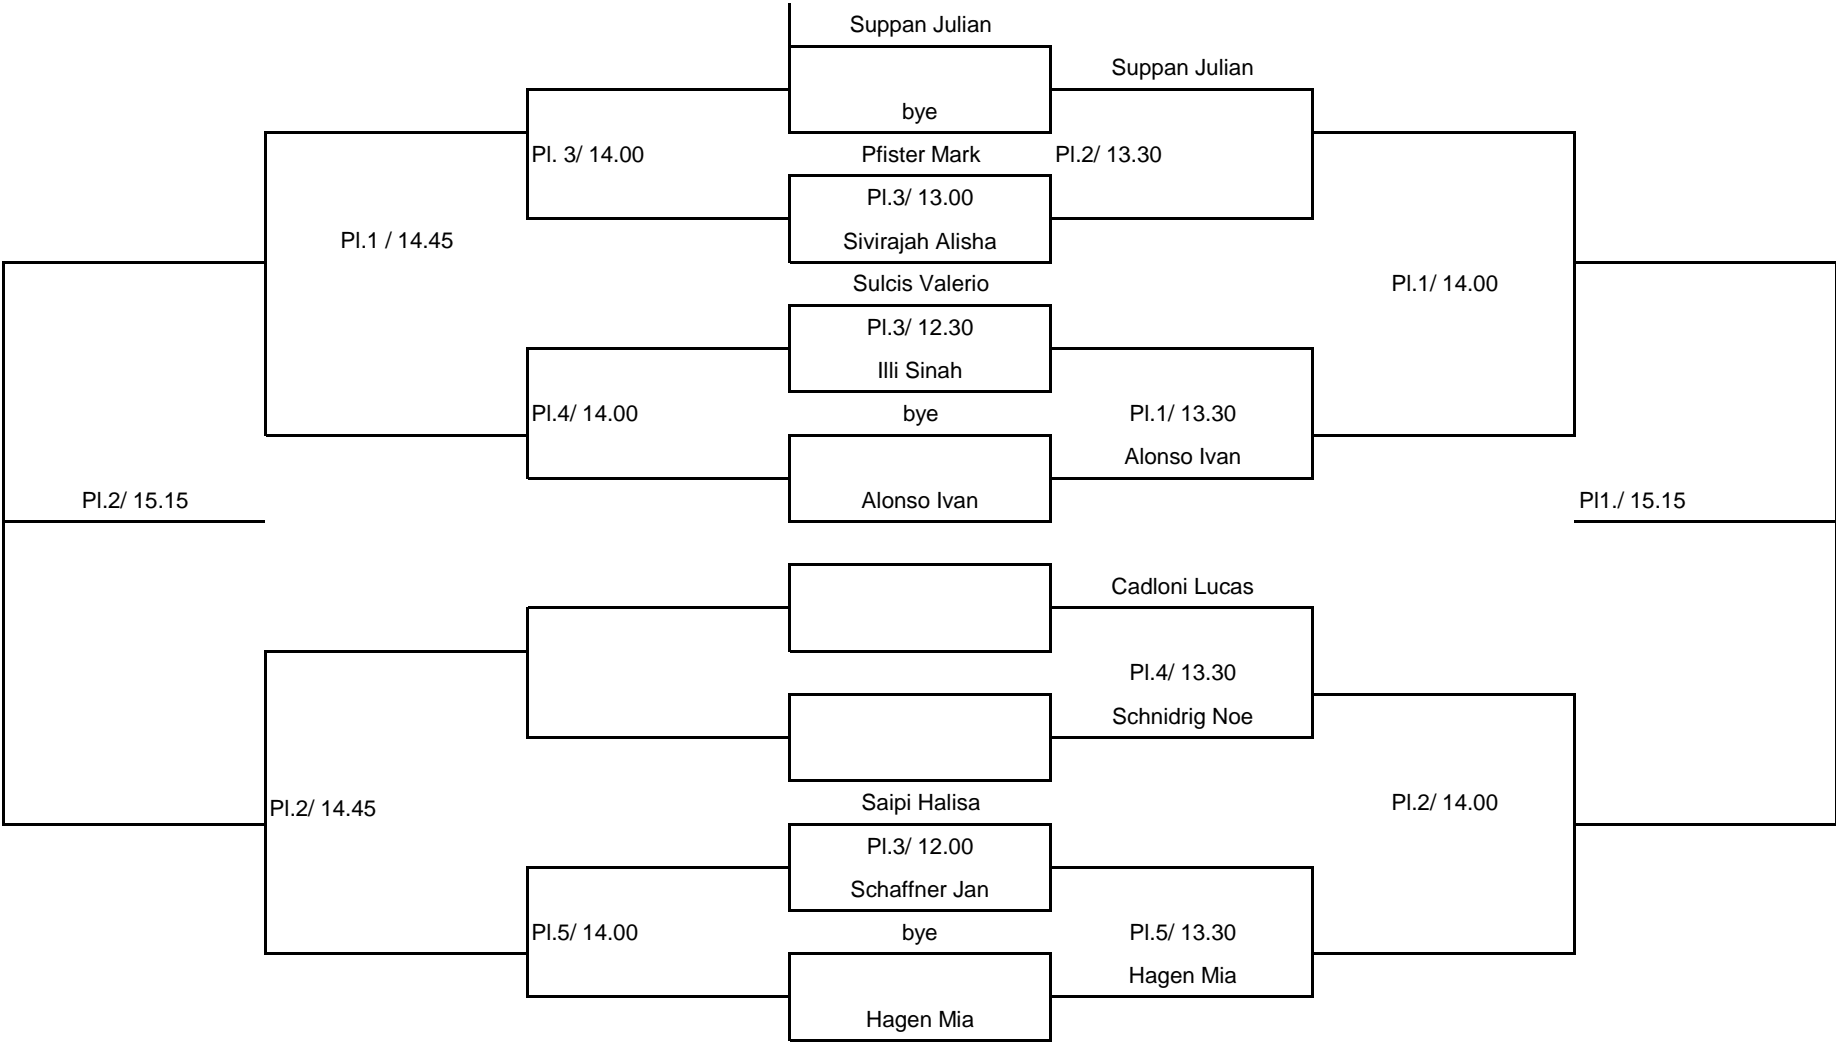 Suppan Julian
Suppan Julian
bye
Pl. 3/ 14.00
Pfister Mark
Pl.2/ 13.30
Pl.3/ 13.00
Pl.1 / 14.45
Sivirajah Alisha
Sulcis Valerio
Pl.1/ 14.00
Pl.3/ 12.30
Illi Sinah
Pl.4/ 14.00
bye
Pl.1/ 13.30
Alonso Ivan
Pl.2/ 15.15
Alonso Ivan
Pl1./ 15.15
Cadloni Lucas
Pl.4/ 13.30
Schnidrig Noe
Pl.2/ 14.45
Saipi Halisa
Pl.2/ 14.00
Pl.3/ 12.00
Schaffner Jan
Pl.5/ 14.00
bye
Pl.5/ 13.30
Hagen Mia
Hagen Mia